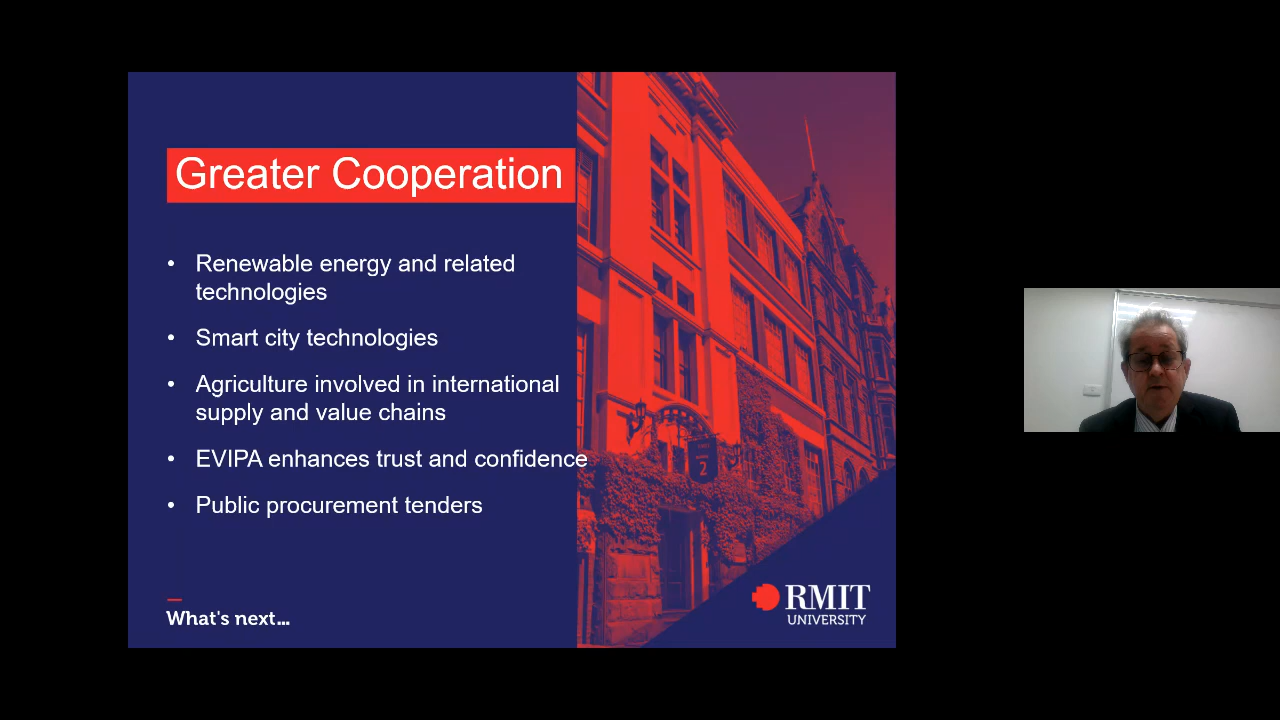 Greater Cooperation
• Renewable energy and related
technologies
• Smart city technologies
• Agriculture involved in international
supply and value chains
• EVIPA enhances trust and confidence
• Public procurement tenders
What's next...
2
RMIT
UNIVERSITY